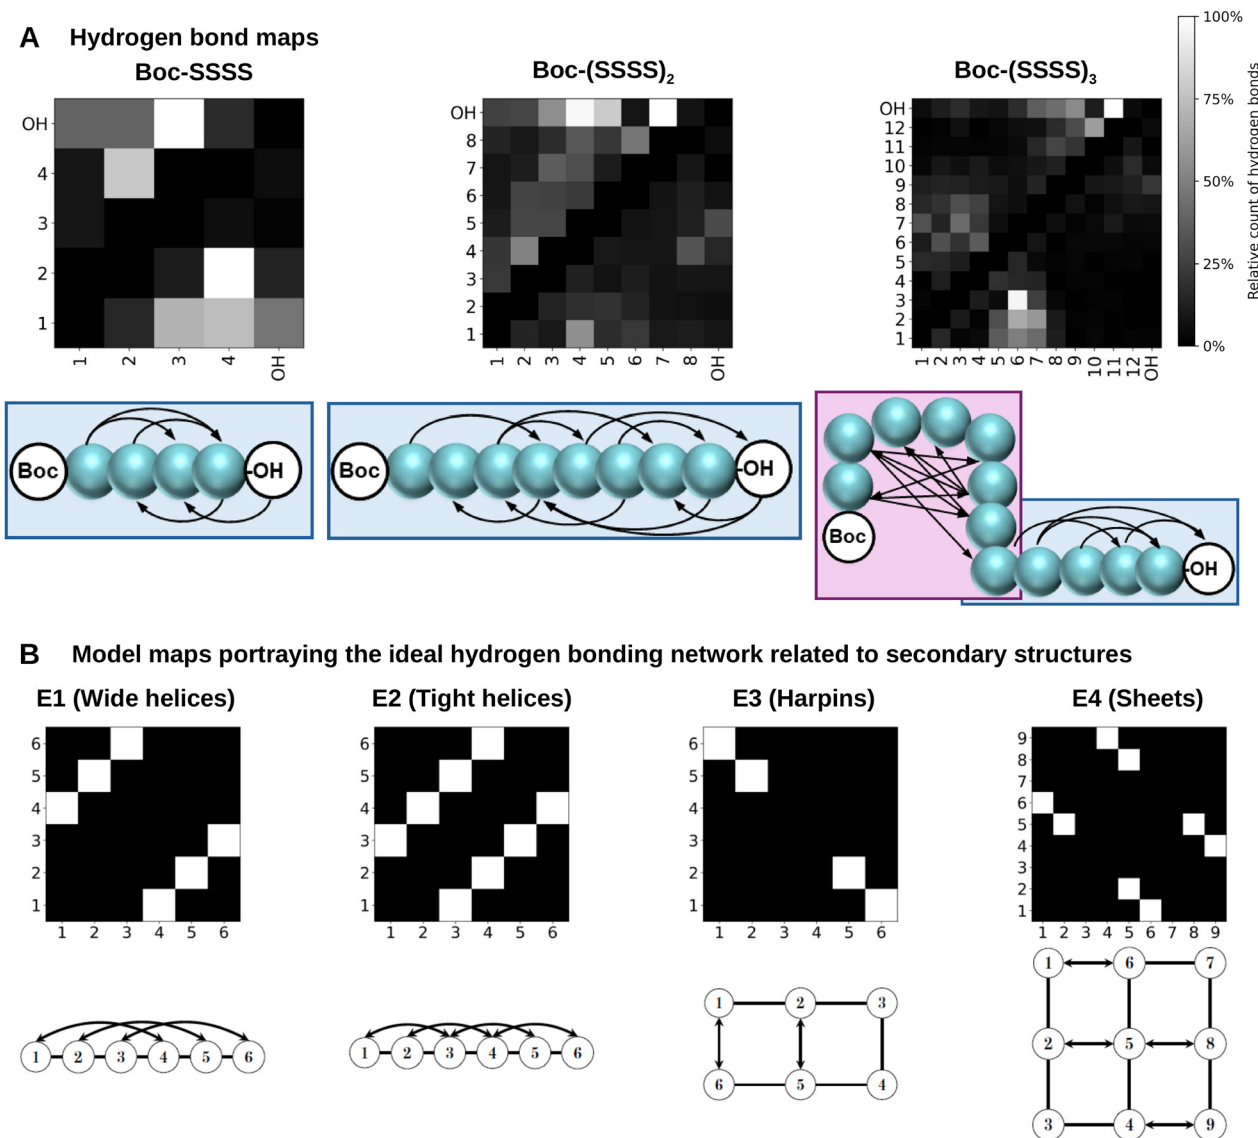 A Hydrogen bond maps
Boc-SSSS
Boc-(SSSS)2
Boc-(SSSS)3
OH
4
3
2
1
1 2 3 4 OH
OH
8
7
6
5
4
3
2
1
1 2 3 4 5 6 7 8 OH
OH
12
11
10
9
8
7
6
5
4
3
2
1
1 2 3 4 5 6 7 8 9 10 11 12 OH
100%
75%
50%
25%
0%
Relative count of hydrogen bonds
Boc -OH
Boc -OH
Boc
-OH
B Model maps portraying the ideal hydrogen bonding network related to secondary structures
E1 (Wide helices)
E2 (Tight helices)
E3 (Harpins)
E4 (Sheets)
6
5
4
3
2
1
1 2 3 4 5 6
6
5
4
3
2
1
1 2 3 4 5 6
6
5
4
3
2
1
1 2 3 4 5 6
9
8
7
6
5
4
3
2
1
1 2 3 4 5 6 7 8 9
1 2 3 4 5 6
1 2 3 4 5 6
1 2 3
6 5 4
1 6 7
2 5 8
3 4 9